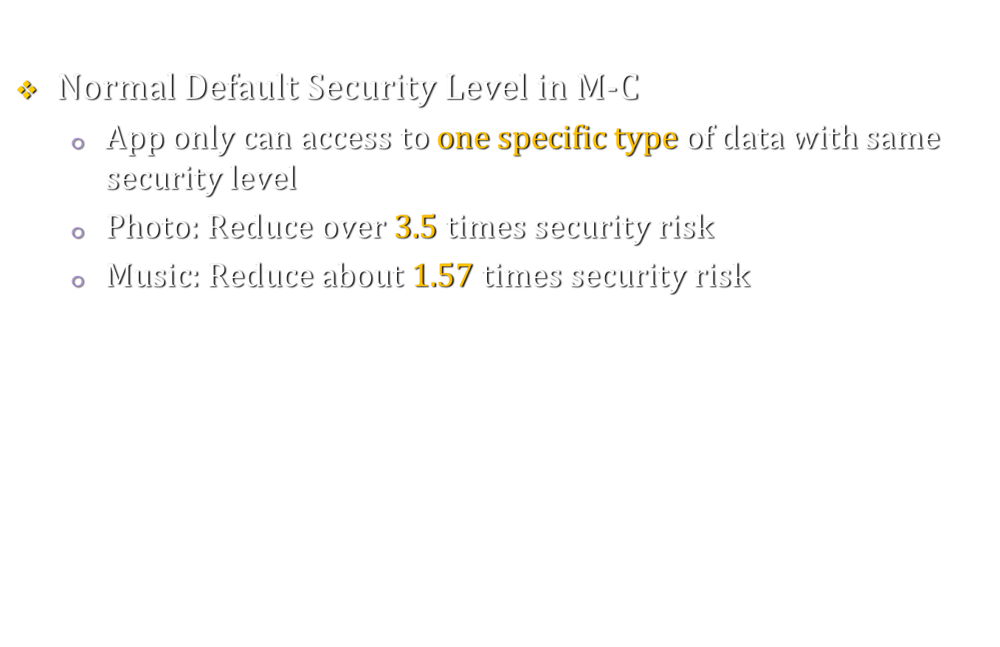 ❖ Normal Default Security Level in M-C
o App only can access to one specific type of data with same
security level
o Photo: Reduce over 3.5 times security risk
o Music: Reduce about 1.57 times security risk